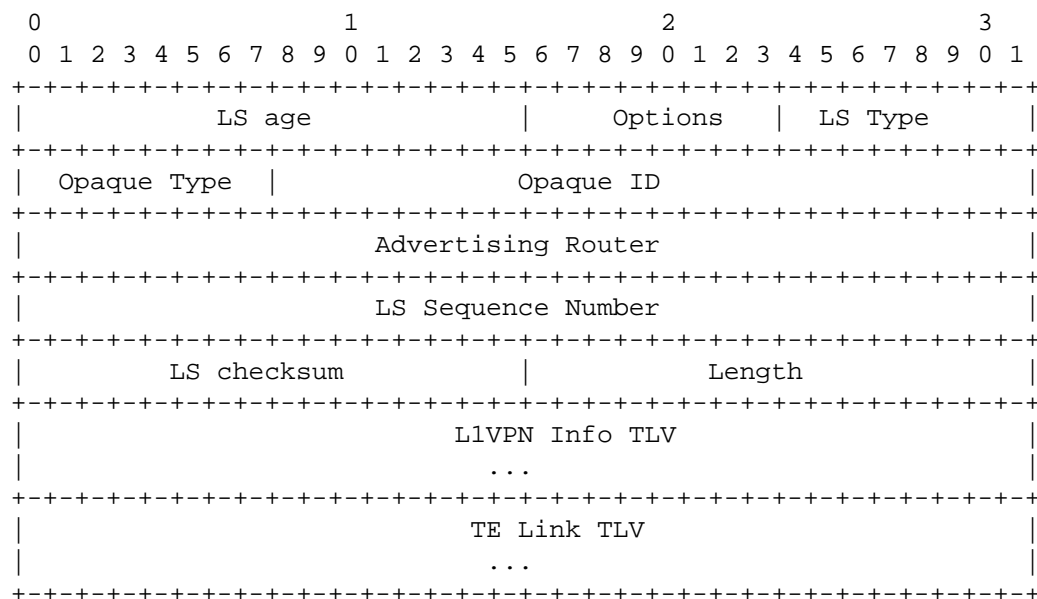 0                   1                   2                   3
 0 1 2 3 4 5 6 7 8 9 0 1 2 3 4 5 6 7 8 9 0 1 2 3 4 5 6 7 8 9 0 1
+-+-+-+-+-+-+-+-+-+-+-+-+-+-+-+-+-+-+-+-+-+-+-+-+-+-+-+-+-+-+-+-+
|            LS age             |     Options   |  LS Type      |
+-+-+-+-+-+-+-+-+-+-+-+-+-+-+-+-+-+-+-+-+-+-+-+-+-+-+-+-+-+-+-+-+
|  Opaque Type  |               Opaque ID                       |
+-+-+-+-+-+-+-+-+-+-+-+-+-+-+-+-+-+-+-+-+-+-+-+-+-+-+-+-+-+-+-+-+
|                      Advertising Router                       |
+-+-+-+-+-+-+-+-+-+-+-+-+-+-+-+-+-+-+-+-+-+-+-+-+-+-+-+-+-+-+-+-+
|                      LS Sequence Number                       |
+-+-+-+-+-+-+-+-+-+-+-+-+-+-+-+-+-+-+-+-+-+-+-+-+-+-+-+-+-+-+-+-+
|         LS checksum           |           Length              |
+-+-+-+-+-+-+-+-+-+-+-+-+-+-+-+-+-+-+-+-+-+-+-+-+-+-+-+-+-+-+-+-+
|                           L1VPN Info TLV                      |
|                             ...                               |
+-+-+-+-+-+-+-+-+-+-+-+-+-+-+-+-+-+-+-+-+-+-+-+-+-+-+-+-+-+-+-+-+
|                            TE Link TLV                        |
|                             ...                               |
+-+-+-+-+-+-+-+-+-+-+-+-+-+-+-+-+-+-+-+-+-+-+-+-+-+-+-+-+-+-+-+-+